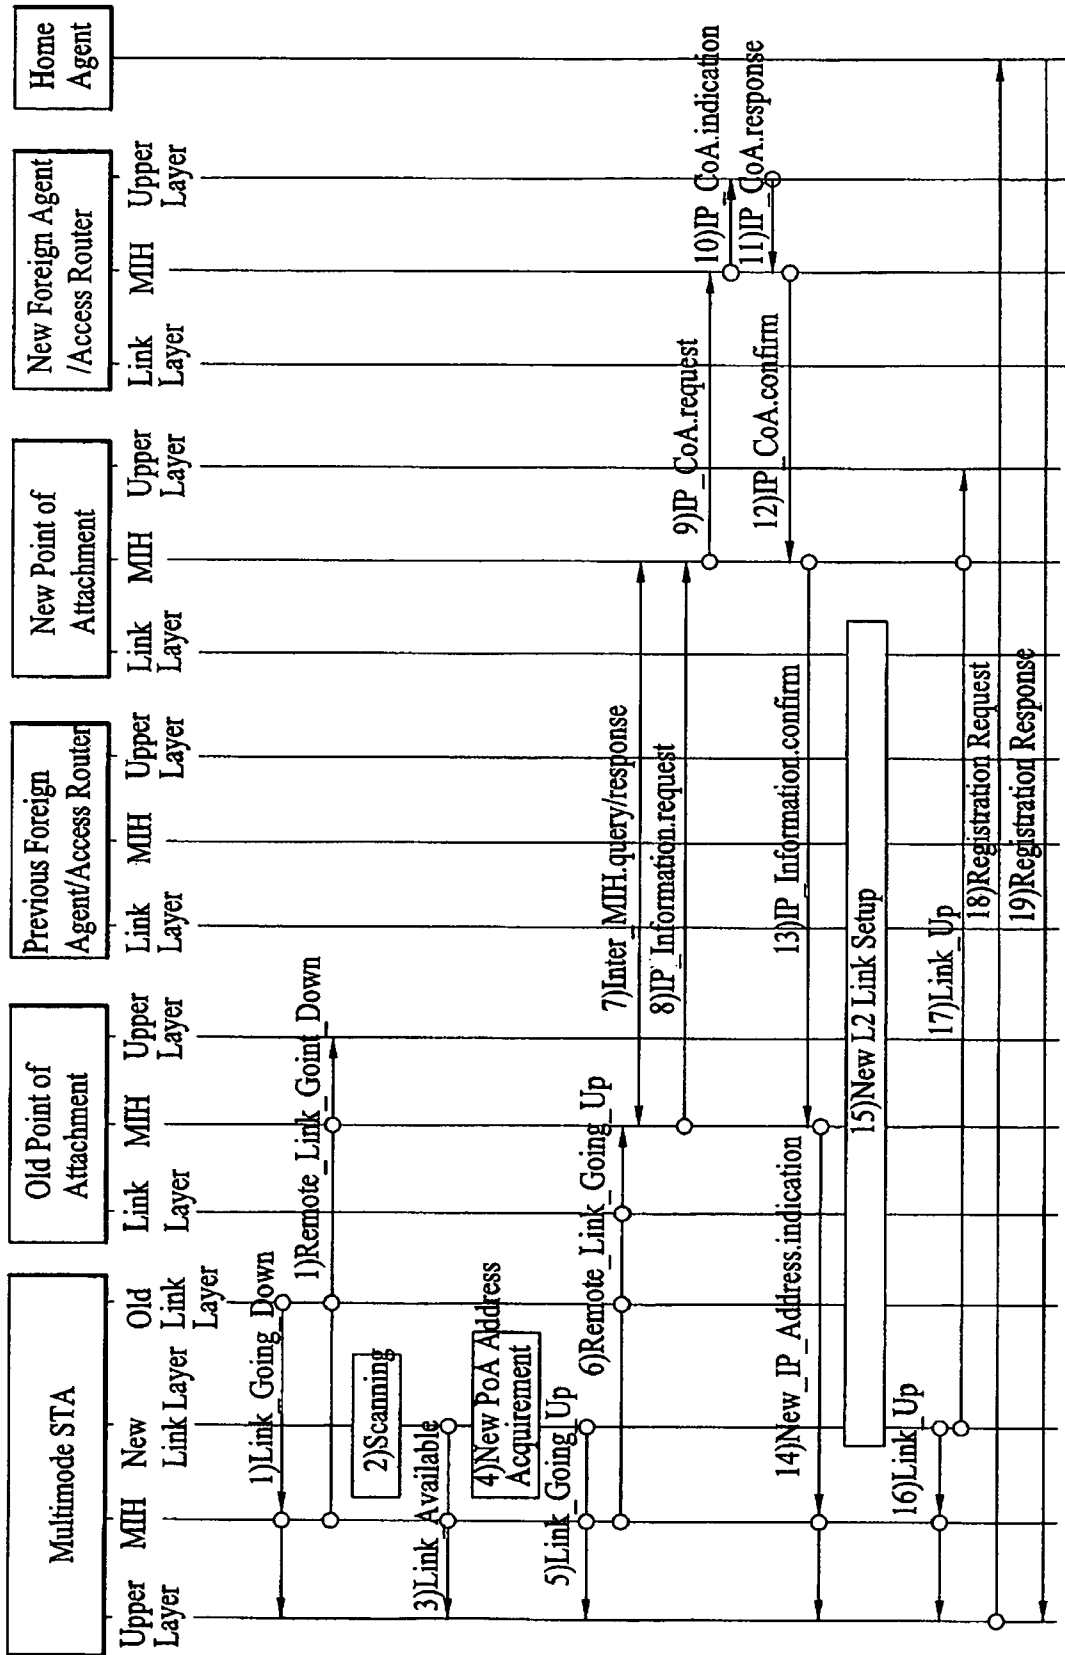 Multimode STA
Upper
Layer
MIH
New
Link Layer
Old
Link
Layer
Old Point of
Attachment
Link
Layer
MIH
Upper
Layer
Previous Foreign
Agent/Access Router
Link
Layer
MIH
Upper
Layer
New Point of
Attachment
Link
Layer
MIH
Upper
Layer
New Foreign Agent
/Access Router
Link
Layer
MIH
Upper
Layer
Home
Agent
1)Link_Going_Down
1)Remote_Link_Goint_Down
2)Scanning
3)Link_Available
4)New PoA Address
Acquirement
5)Link_Going_Up
6)Remote_Link_Going_Up
7)Inter_MIH.query/response
8)IP_Information.request
9)IP_CoA.request
10)IP_CoA.indication
11)IP_CoA.response
12)IP_CoA.confirm
13)IP_Information.confirm
14)New_IP_Address.indication
15)New L2 Link Setup
16)Link_Up
17)Link_Up
18)Registration Request
19)Registration Response